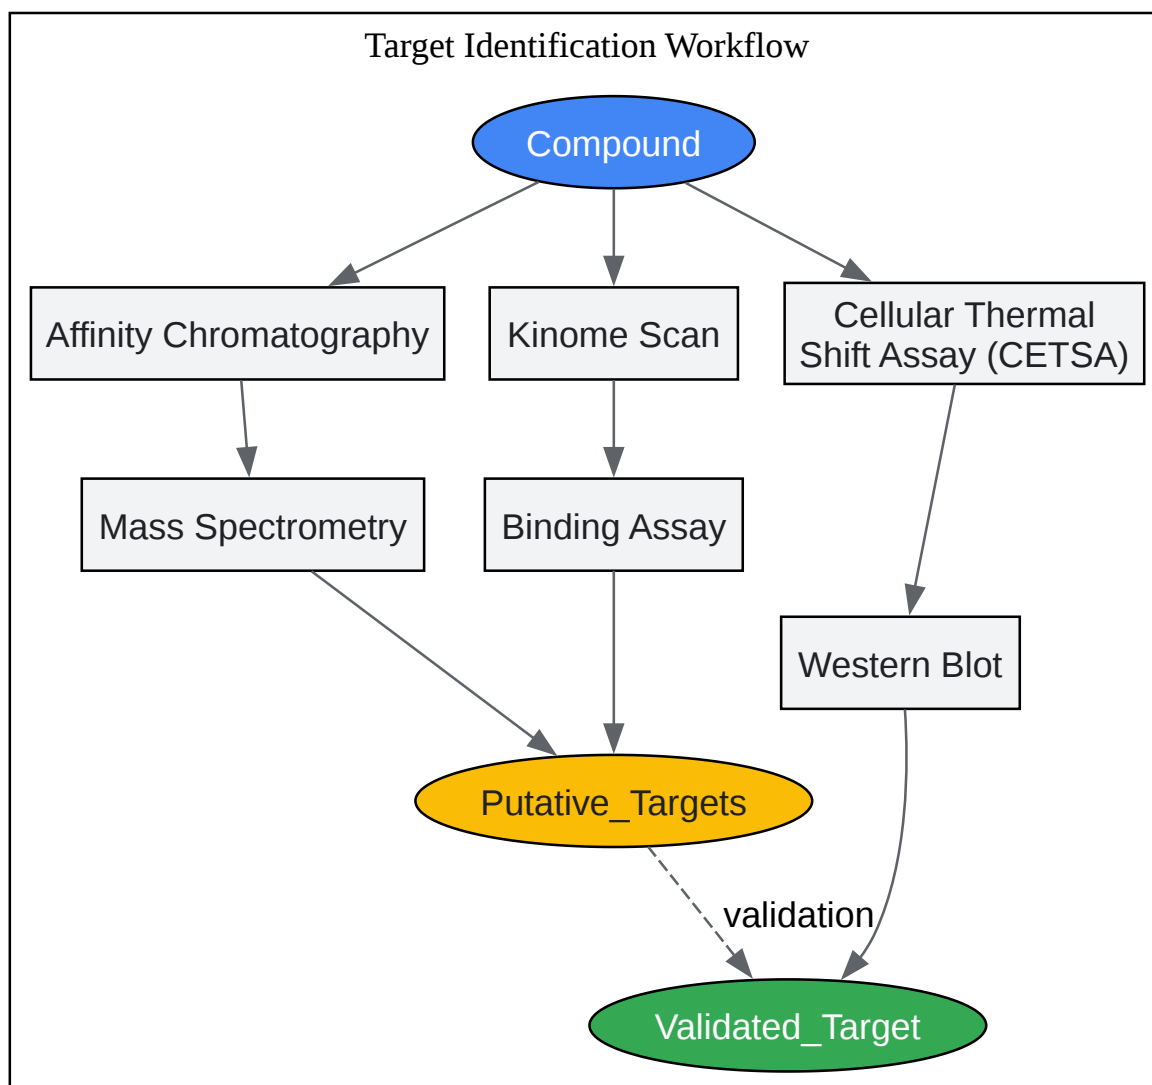 Target Identification Workflow
Compound
Affinity Chromatography
Kinome Scan
Cellular Thermal
Shift Assay (CETSA)
Mass Spectrometry
Binding Assay
Western Blot
Putative_Targets
validation
Validated_Target